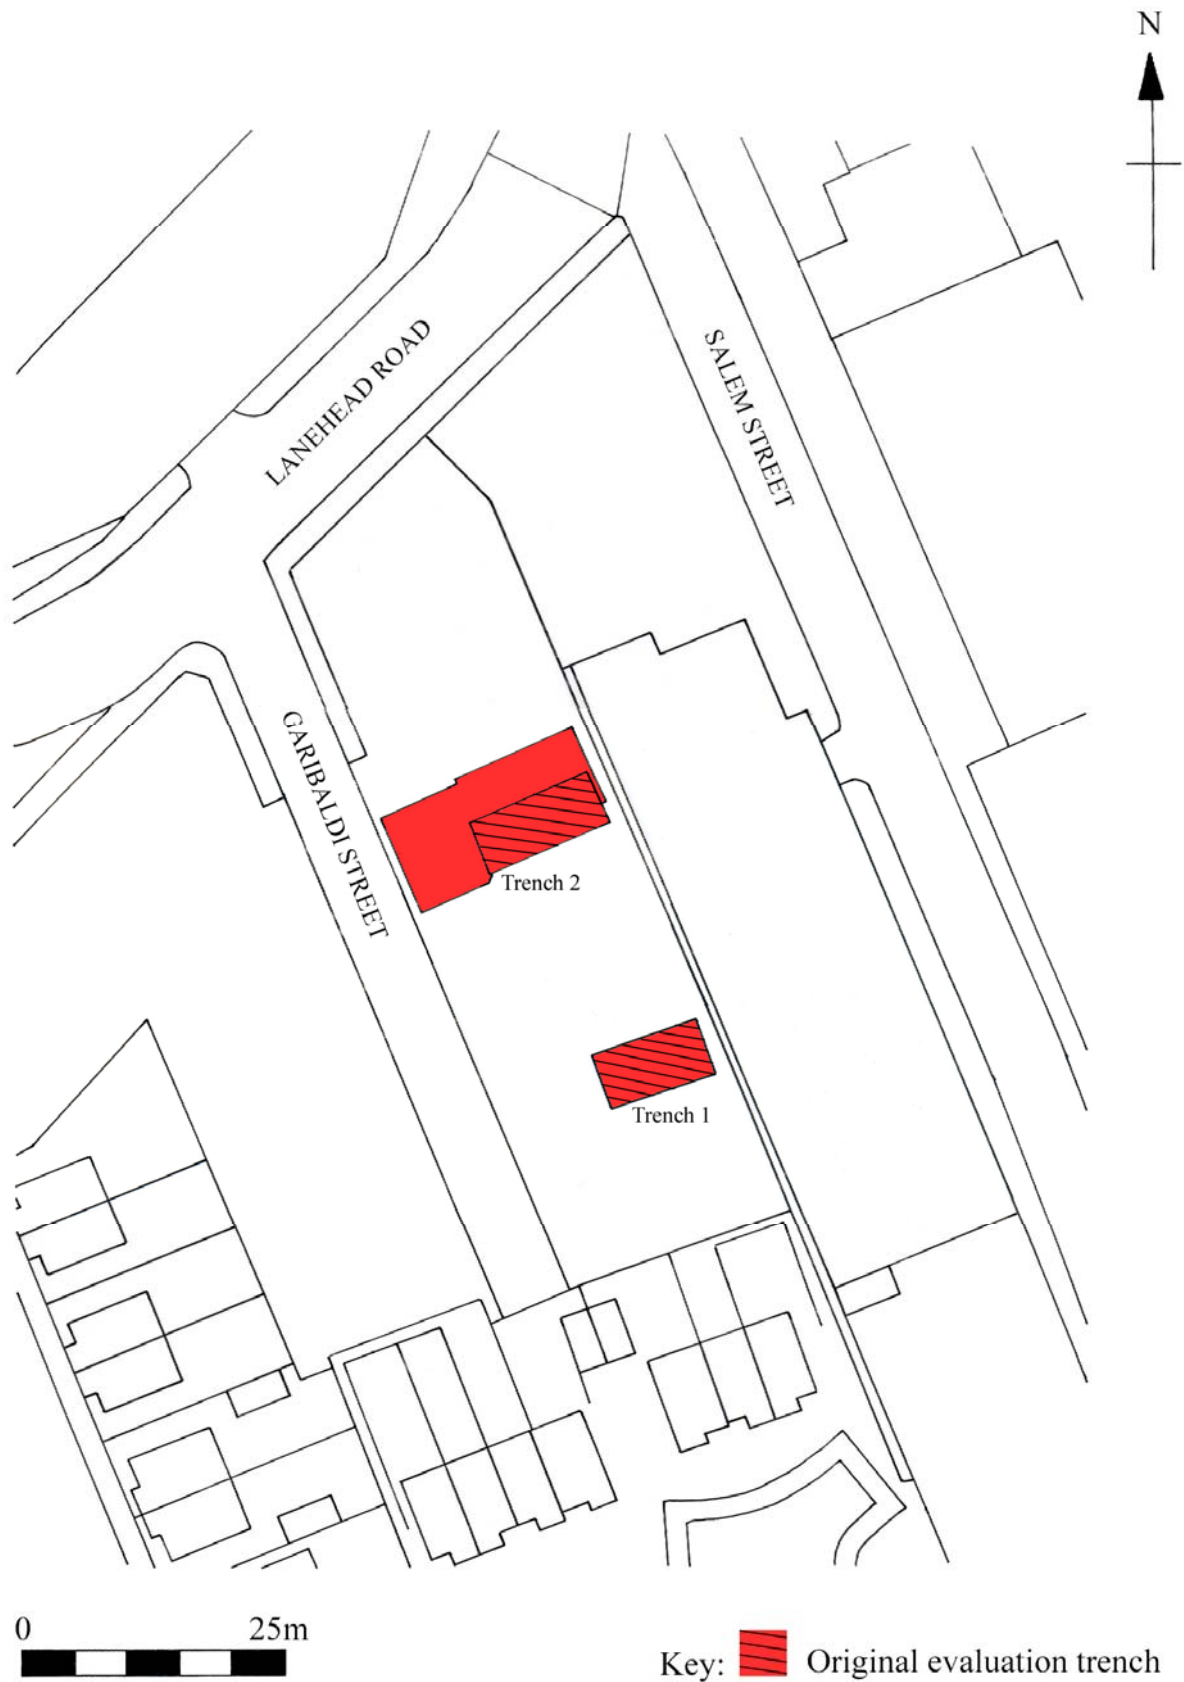 N
LANEHEAD ROAD
SALEM STREET
GARIBALDI STREET
Trench 2
Trench 1
0 25m
Key: Original evaluation trench